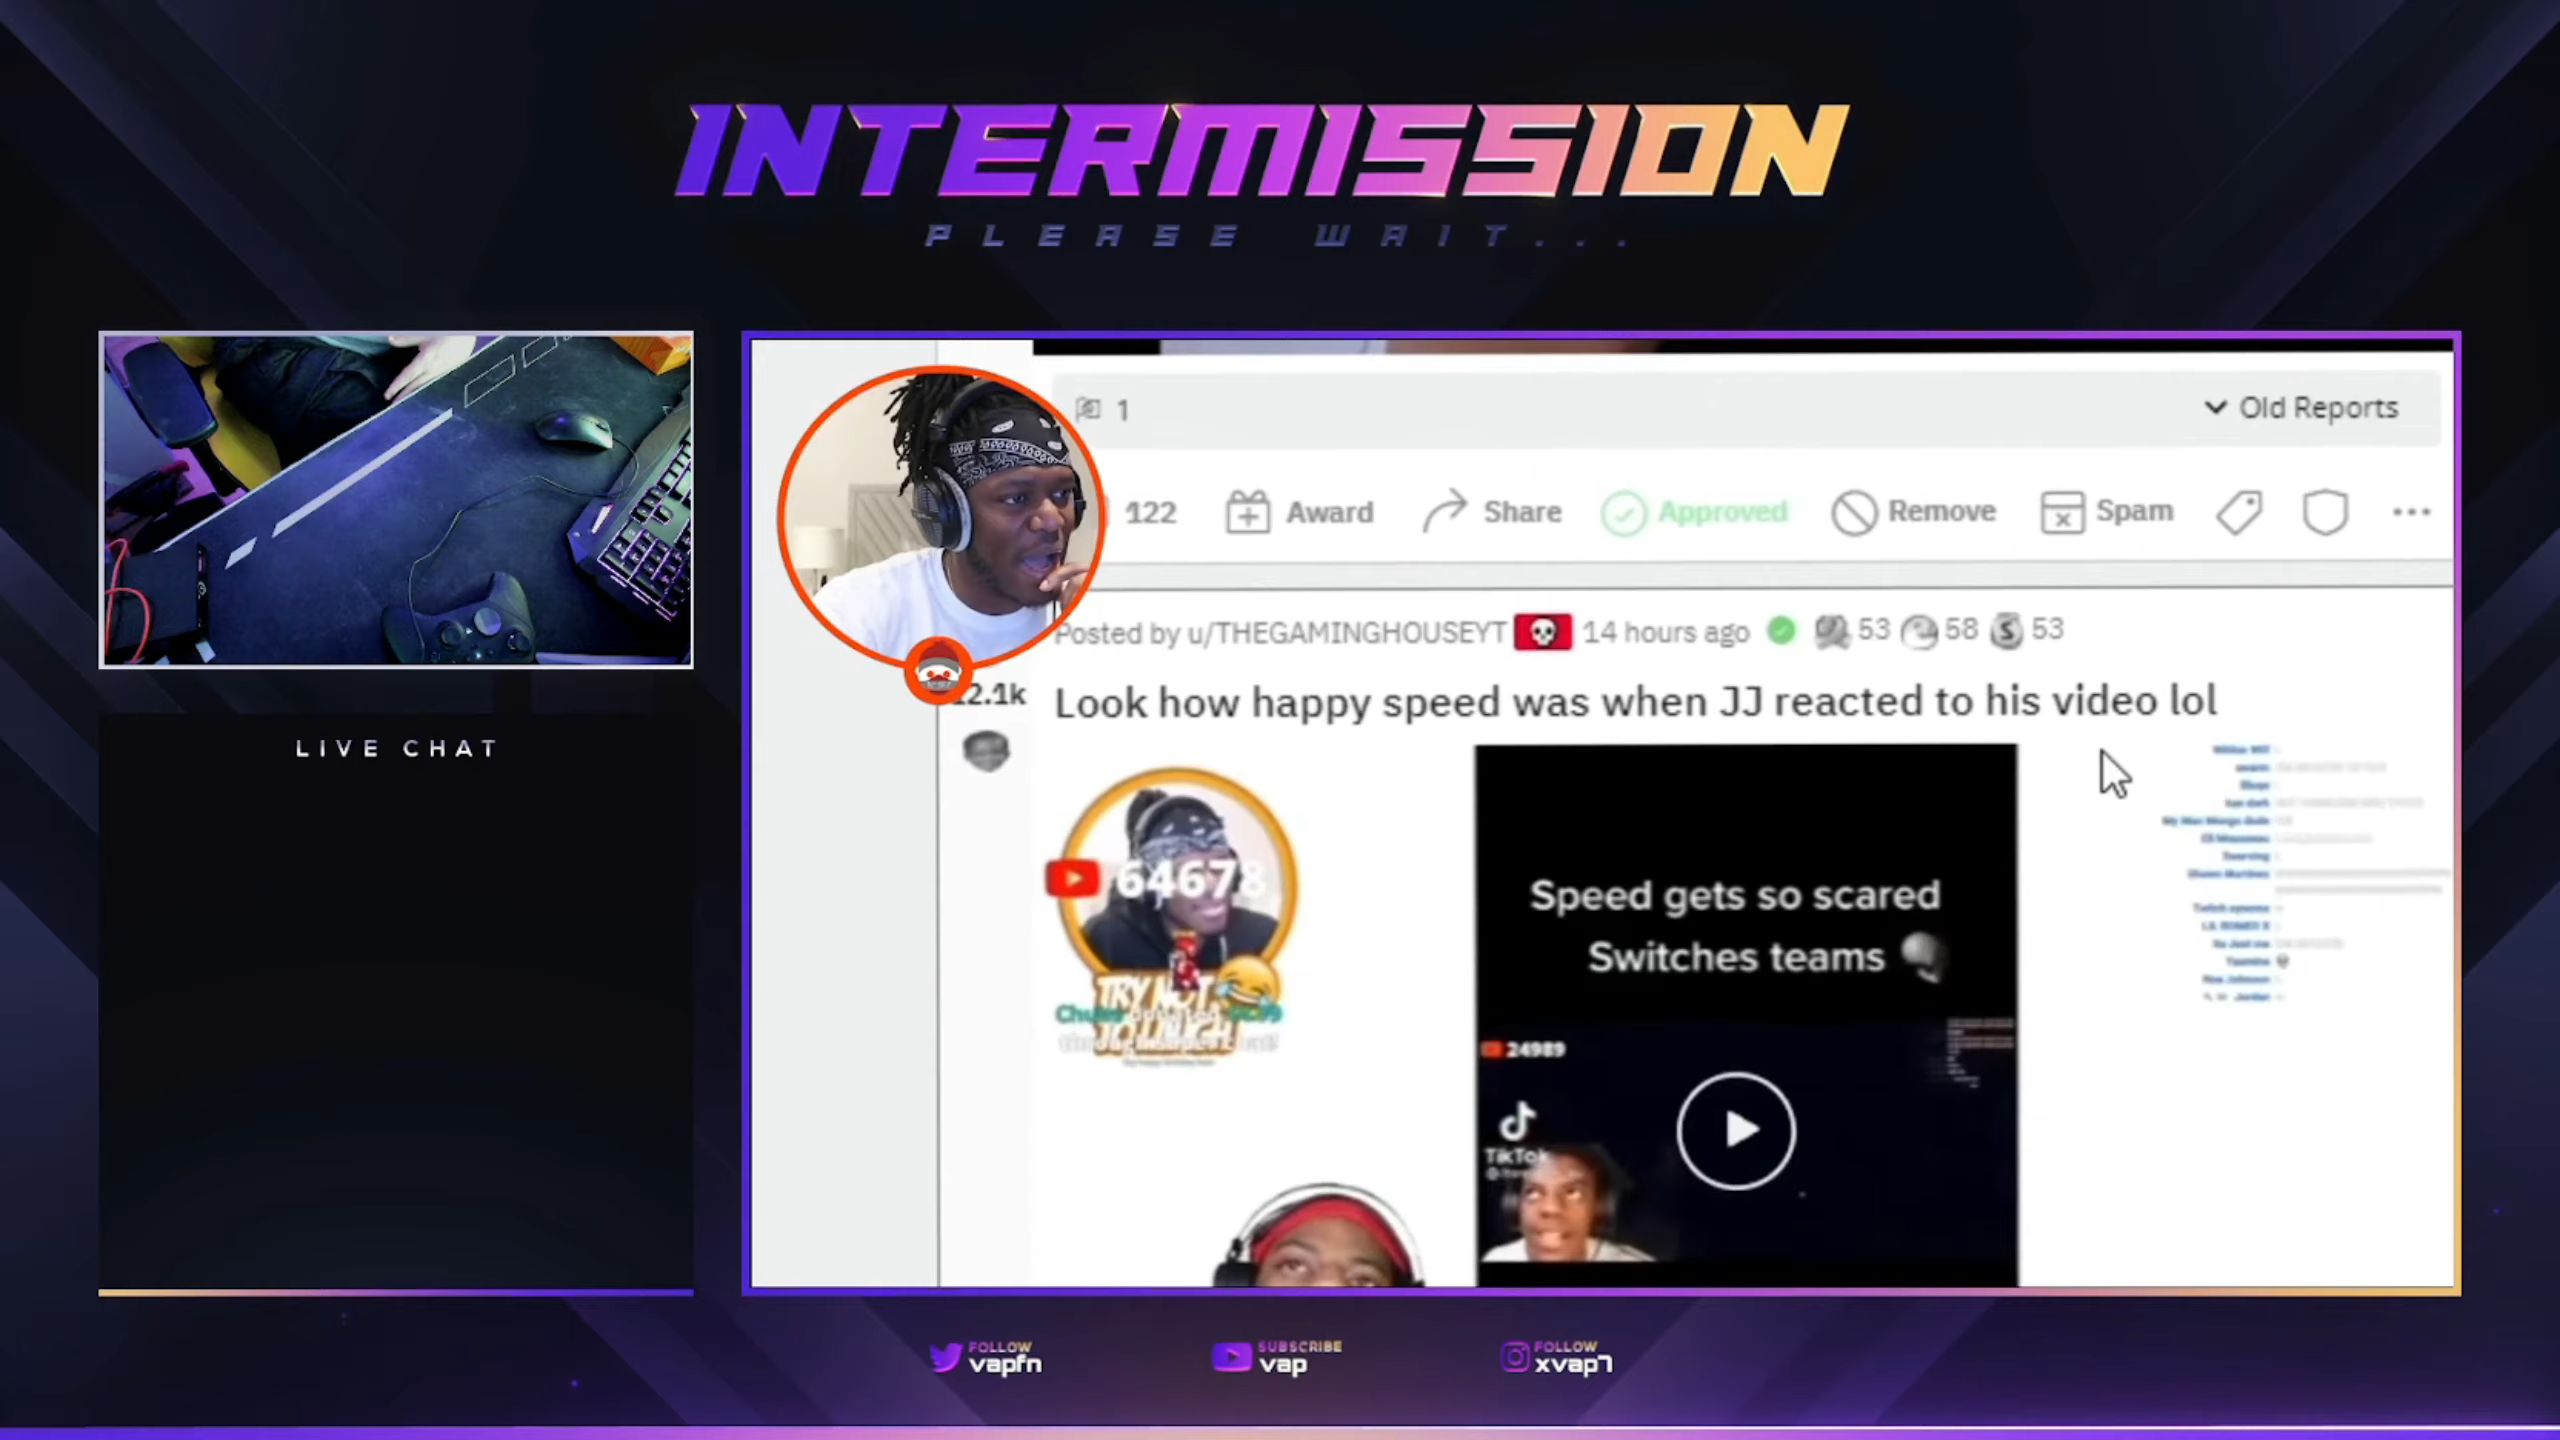 INTERMISSION
PLEASE WAIT...
1
Old Reports
122 Award Share Approved Remove Spam
Posted by u/THEGAMINGHOUSEYT 14 hours ago 53 58 53
2.1k
Look how happy speed was when JJ reacted to his video lol
LIVE CHAT
64678
TRY NOT
TO LAUGH
Speed gets so scared
Switches teams
24989
TikTok
FOLLOW
vapfn
SUBSCRIBE
vap
FOLLOW
xvap7